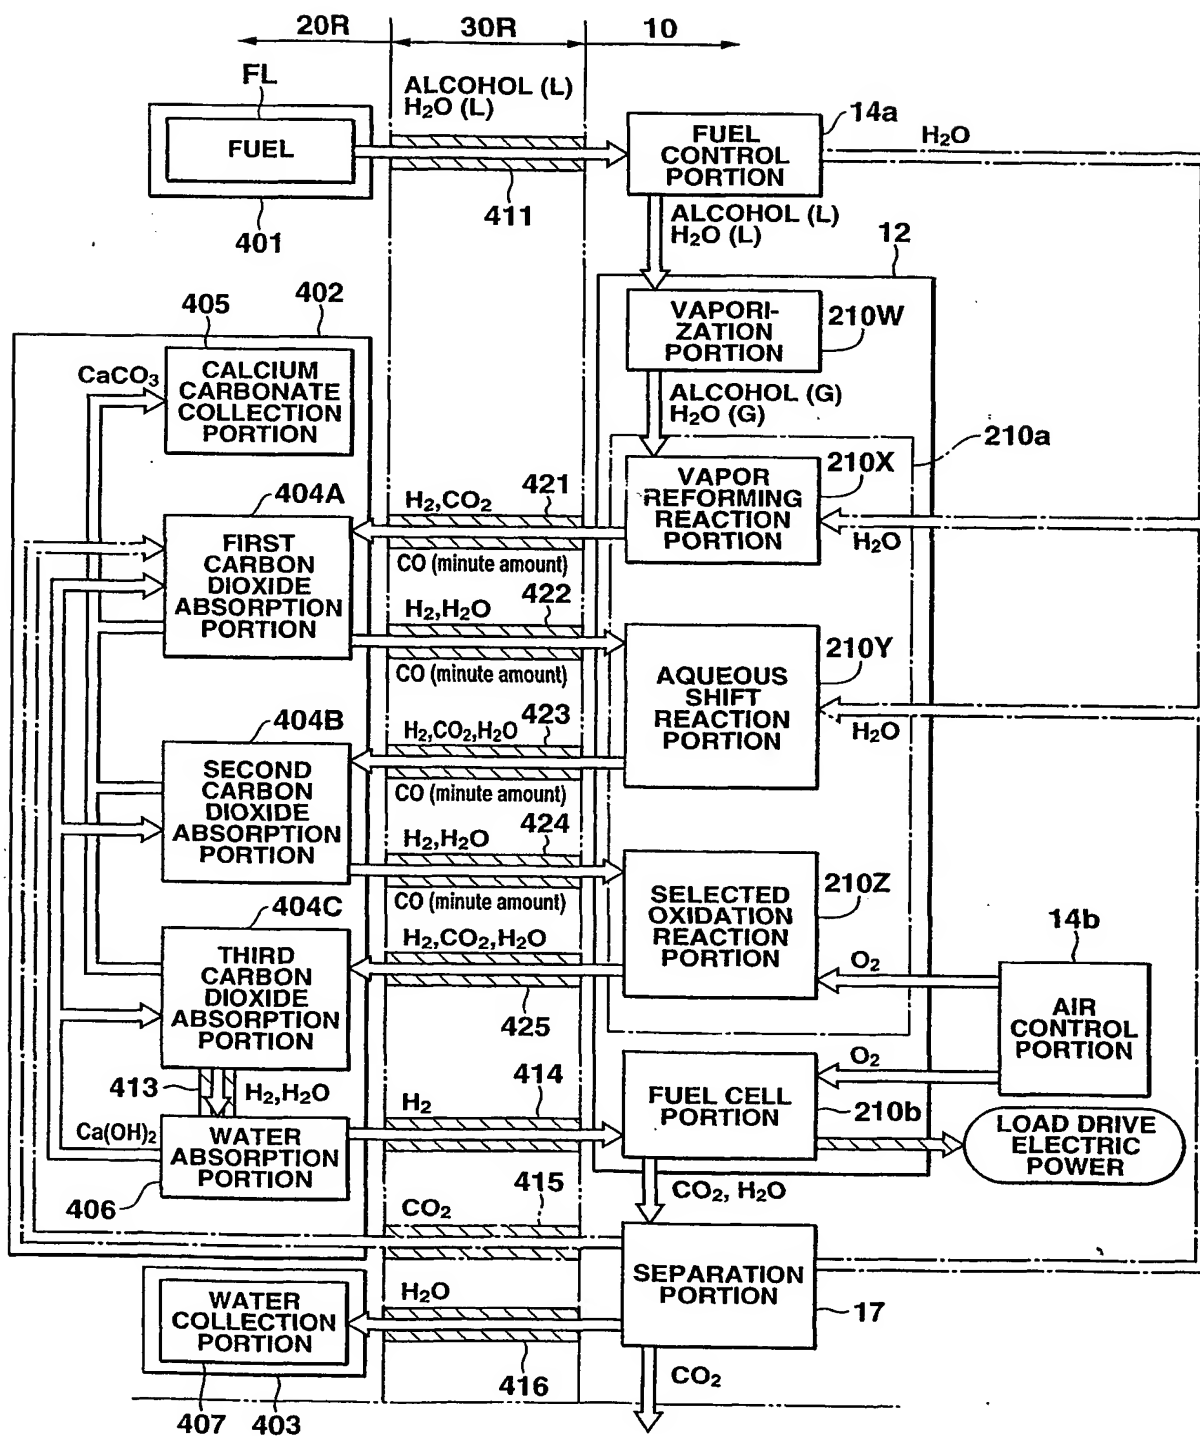 20R
30R
10
FL
FUEL
401
ALCOHOL (L)
H₂O (L)
411
14a
FUEL
CONTROL
PORTION
H₂O
ALCOHOL (L)
H₂O (L)
12
VAPORI-
ZATION
PORTION
210W
ALCOHOL (G)
H₂O (G)
210a
402
405
CaCO₃
CALCIUM
CARBONATE
COLLECTION
PORTION
404A
FIRST
CARBON
DIOXIDE
ABSORPTION
PORTION
H₂,CO₂
421
CO (minute amount)
VAPOR
REFORMING
REACTION
PORTION
210X
H₂O
H₂,H₂O
422
CO (minute amount)
AQUEOUS
SHIFT
REACTION
PORTION
210Y
H₂O
404B
SECOND
CARBON
DIOXIDE
ABSORPTION
PORTION
H₂,CO₂,H₂O
423
CO (minute amount)
H₂,H₂O
424
CO (minute amount)
SELECTED
OXIDATION
REACTION
PORTION
210Z
O₂
14b
AIR
CONTROL
PORTION
404C
THIRD
CARBON
DIOXIDE
ABSORPTION
PORTION
H₂,CO₂,H₂O
425
413
H₂,H₂O
Ca(OH)₂
WATER
ABSORPTION
PORTION
406
H₂
414
FUEL CELL
PORTION
O₂
210b
LOAD DRIVE
ELECTRIC
POWER
CO₂, H₂O
CO₂
415
SEPARATION
PORTION
17
H₂O
416
WATER
COLLECTION
PORTION
407
403
CO₂